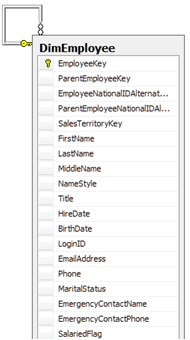 DimEmployee
EmployeeKey
ParentEmployeeKey
EmployeeNationalIDAlternat...
ParentEmployeeNationalIDAl...
SalesTerritoryKey
FirstName
LastName
MiddleName
NameStyle
Title
HireDate
BirthDate
LoginID
EmailAddress
Phone
MaritalStatus
EmergencyContactName
EmergencyContactPhone
SalariedFlag